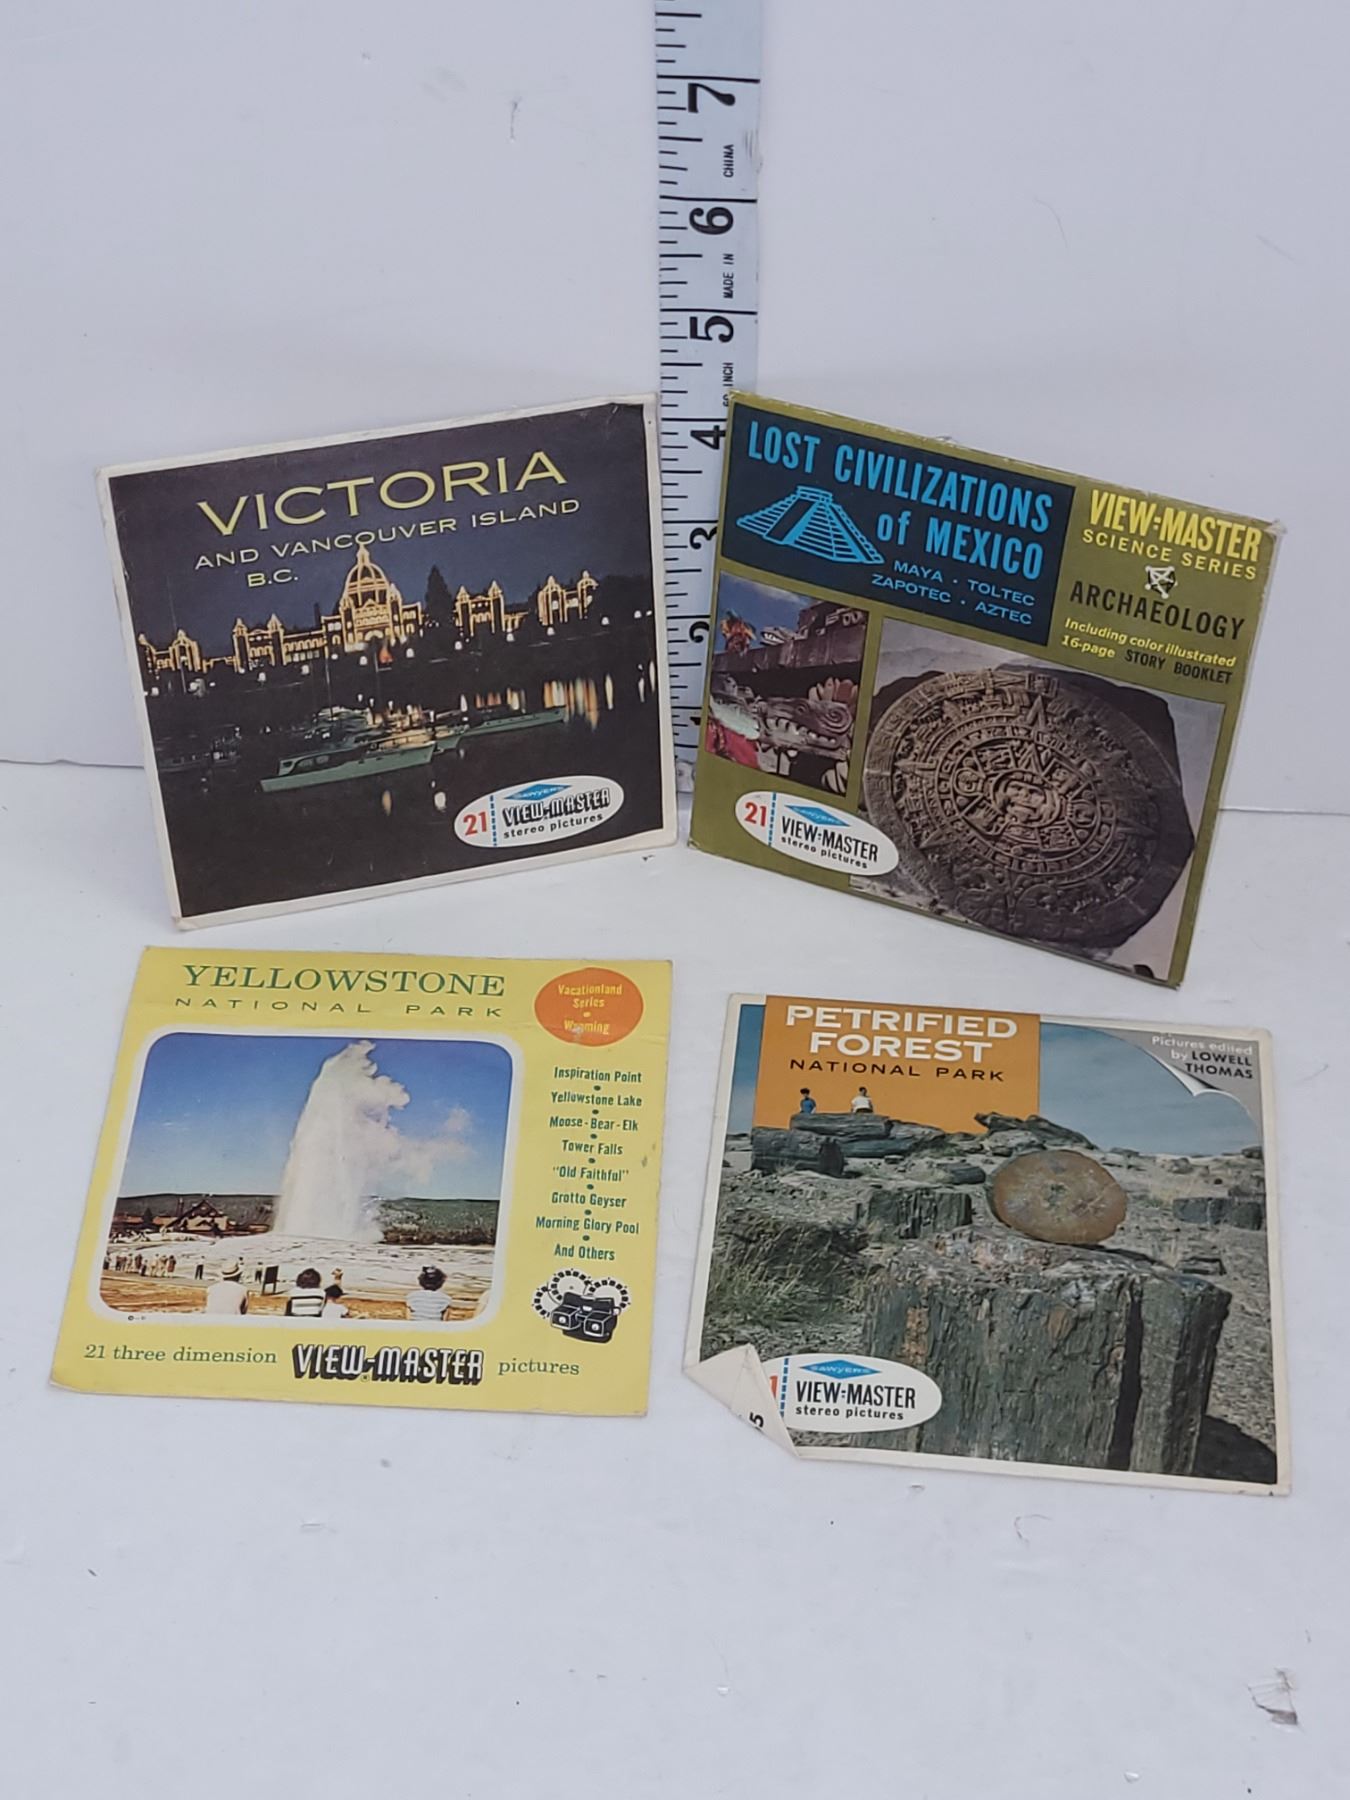 7
CHINA
6
MADE IN
5
60 INCH
4
3
2
1
VICTORIA
AND VANCOUVER ISLAND
B.C.
21
SAWYER'S
VIEW-MASTER
stereo pictures
LOST CIVILIZATIONS
of MEXICO
MAYA · TOLTEC
ZAPOTEC · AZTEC
VIEW-MASTER
SCIENCE SERIES
ARCHAEOLOGY
Including color illustrated
16-page STORY BOOKLET
21
SAWYER'S
VIEW-MASTER
stereo pictures
YELLOWSTONE
NATIONAL PARK
Vacationland
Series
•
Wyoming
Inspiration Point
•
Yellowstone Lake
•
Moose - Bear - Elk
•
Tower Falls
•
"Old Faithful"
•
Grotto Geyser
•
Morning Glory Pool
•
And Others
21 three dimension VIEW-MASTER pictures
PETRIFIED
FOREST
NATIONAL PARK
Pictures edited
by LOWELL
THOMAS
1
SAWYER'S
VIEW-MASTER
stereo pictures
5